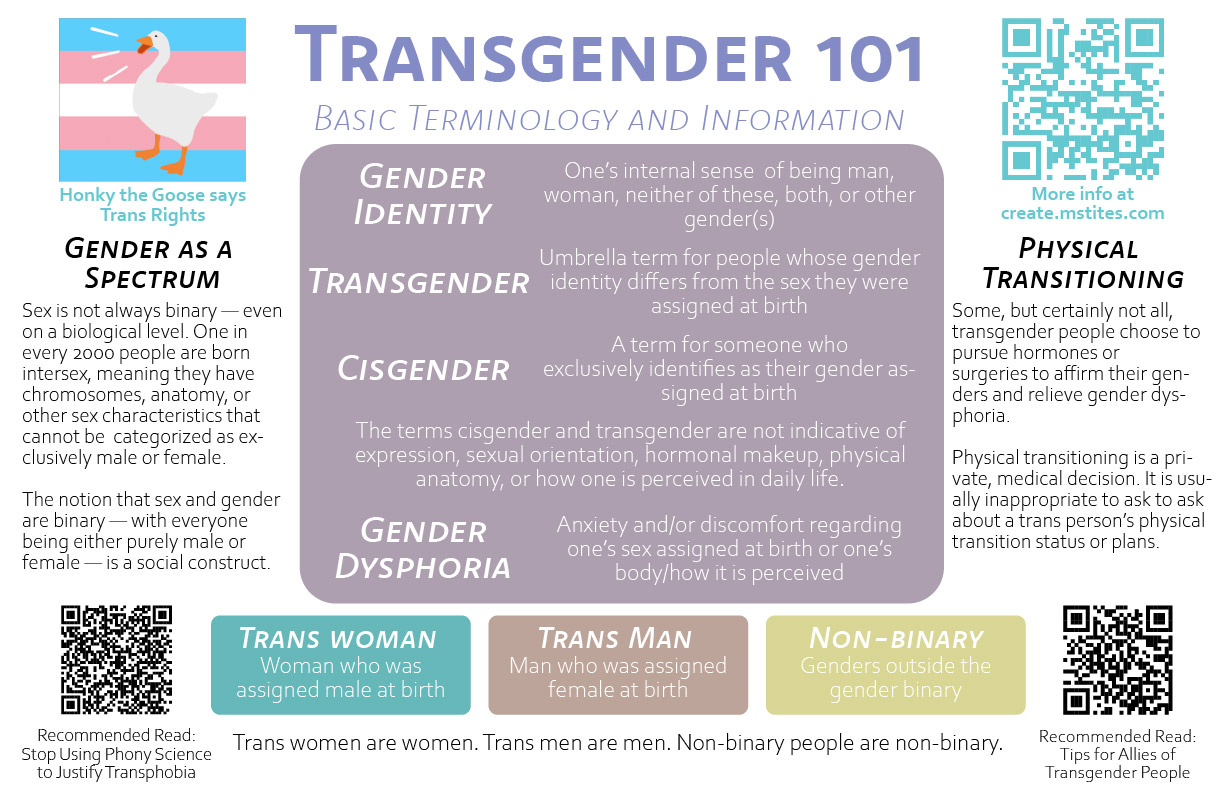 TRANSGENDER 101
BASIC TERMINOLOGY AND INFORMATION
Honky the Goose says
Trans Rights
GENDER AS A
SPECTRUM
Sex is not always binary — even
on a biological level. One in
every 2000 people are born
intersex, meaning they have
chromosomes, anatomy, or
other sex characteristics that
cannot be categorized as ex-
clusively male or female.
The notion that sex and gender
are binary — with everyone
being either purely male or
female — is a social construct.
GENDER
IDENTITY
One's internal sense of being man,
woman, neither of these, both, or other
gender(s)
TRANSGENDER
Umbrella term for people whose gender
identity differs from the sex they were
assigned at birth
CISGENDER
A term for someone who
exclusively identifies as their gender as-
signed at birth
The terms cisgender and transgender are not indicative of
expression, sexual orientation, hormonal makeup, physical
anatomy, or how one is perceived in daily life.
GENDER
DYSPHORIA
Anxiety and/or discomfort regarding
one's sex assigned at birth or one's
body/how it is perceived
More info at
create.mstites.com
PHYSICAL
TRANSITIONING
Some, but certainly not all,
transgender people choose to
pursue hormones or
surgeries to affirm their gen-
ders and relieve gender dys-
phoria.
Physical transitioning is a pri-
vate, medical decision. It is usu-
ally inappropriate to ask to ask
about a trans person's physical
transition status or plans.
TRANS WOMAN
Woman who was
assigned male at birth
TRANS MAN
Man who was assigned
female at birth
NON-BINARY
Genders outside the
gender binary
Recommended Read:
Stop Using Phony Science
to Justify Transphobia
Trans women are women. Trans men are men. Non-binary people are non-binary.
Recommended Read:
Tips for Allies of
Transgender People